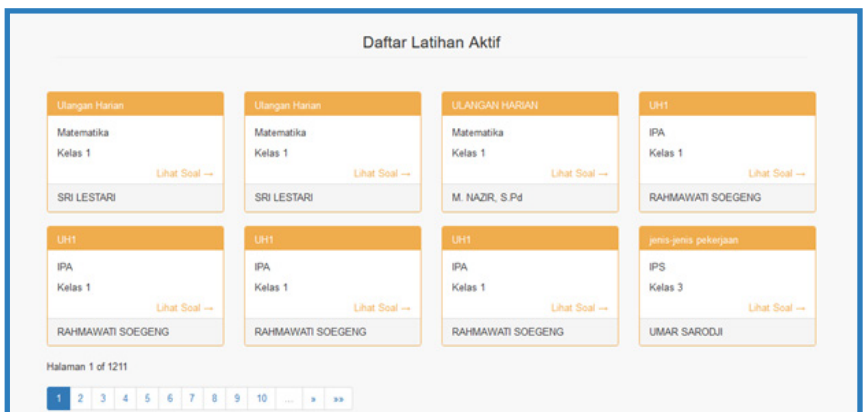 Daftar Latihan Aktif
Ulangan Harian
Matematika
Kelas 1
Lihat Soal →
SRI LESTARI
Ulangan Harian
Matematika
Kelas 1
Lihat Soal →
SRI LESTARI
ULANGAN HARIAN
Matematika
Kelas 1
Lihat Soal →
M. NAZIR, S.Pd
UH1
IPA
Kelas 1
Lihat Soal →
RAHMAWATI SOEGENG
UH1
IPA
Kelas 1
Lihat Soal →
RAHMAWATI SOEGENG
UH1
IPA
Kelas 1
Lihat Soal →
RAHMAWATI SOEGENG
UH1
IPA
Kelas 1
Lihat Soal →
RAHMAWATI SOEGENG
jenis-jenis pekerjaan
IPS
Kelas 3
Lihat Soal →
UMAR SARODJI
Halaman 1 of 1211
1 2 3 4 5 6 7 8 9 10 ... » »»